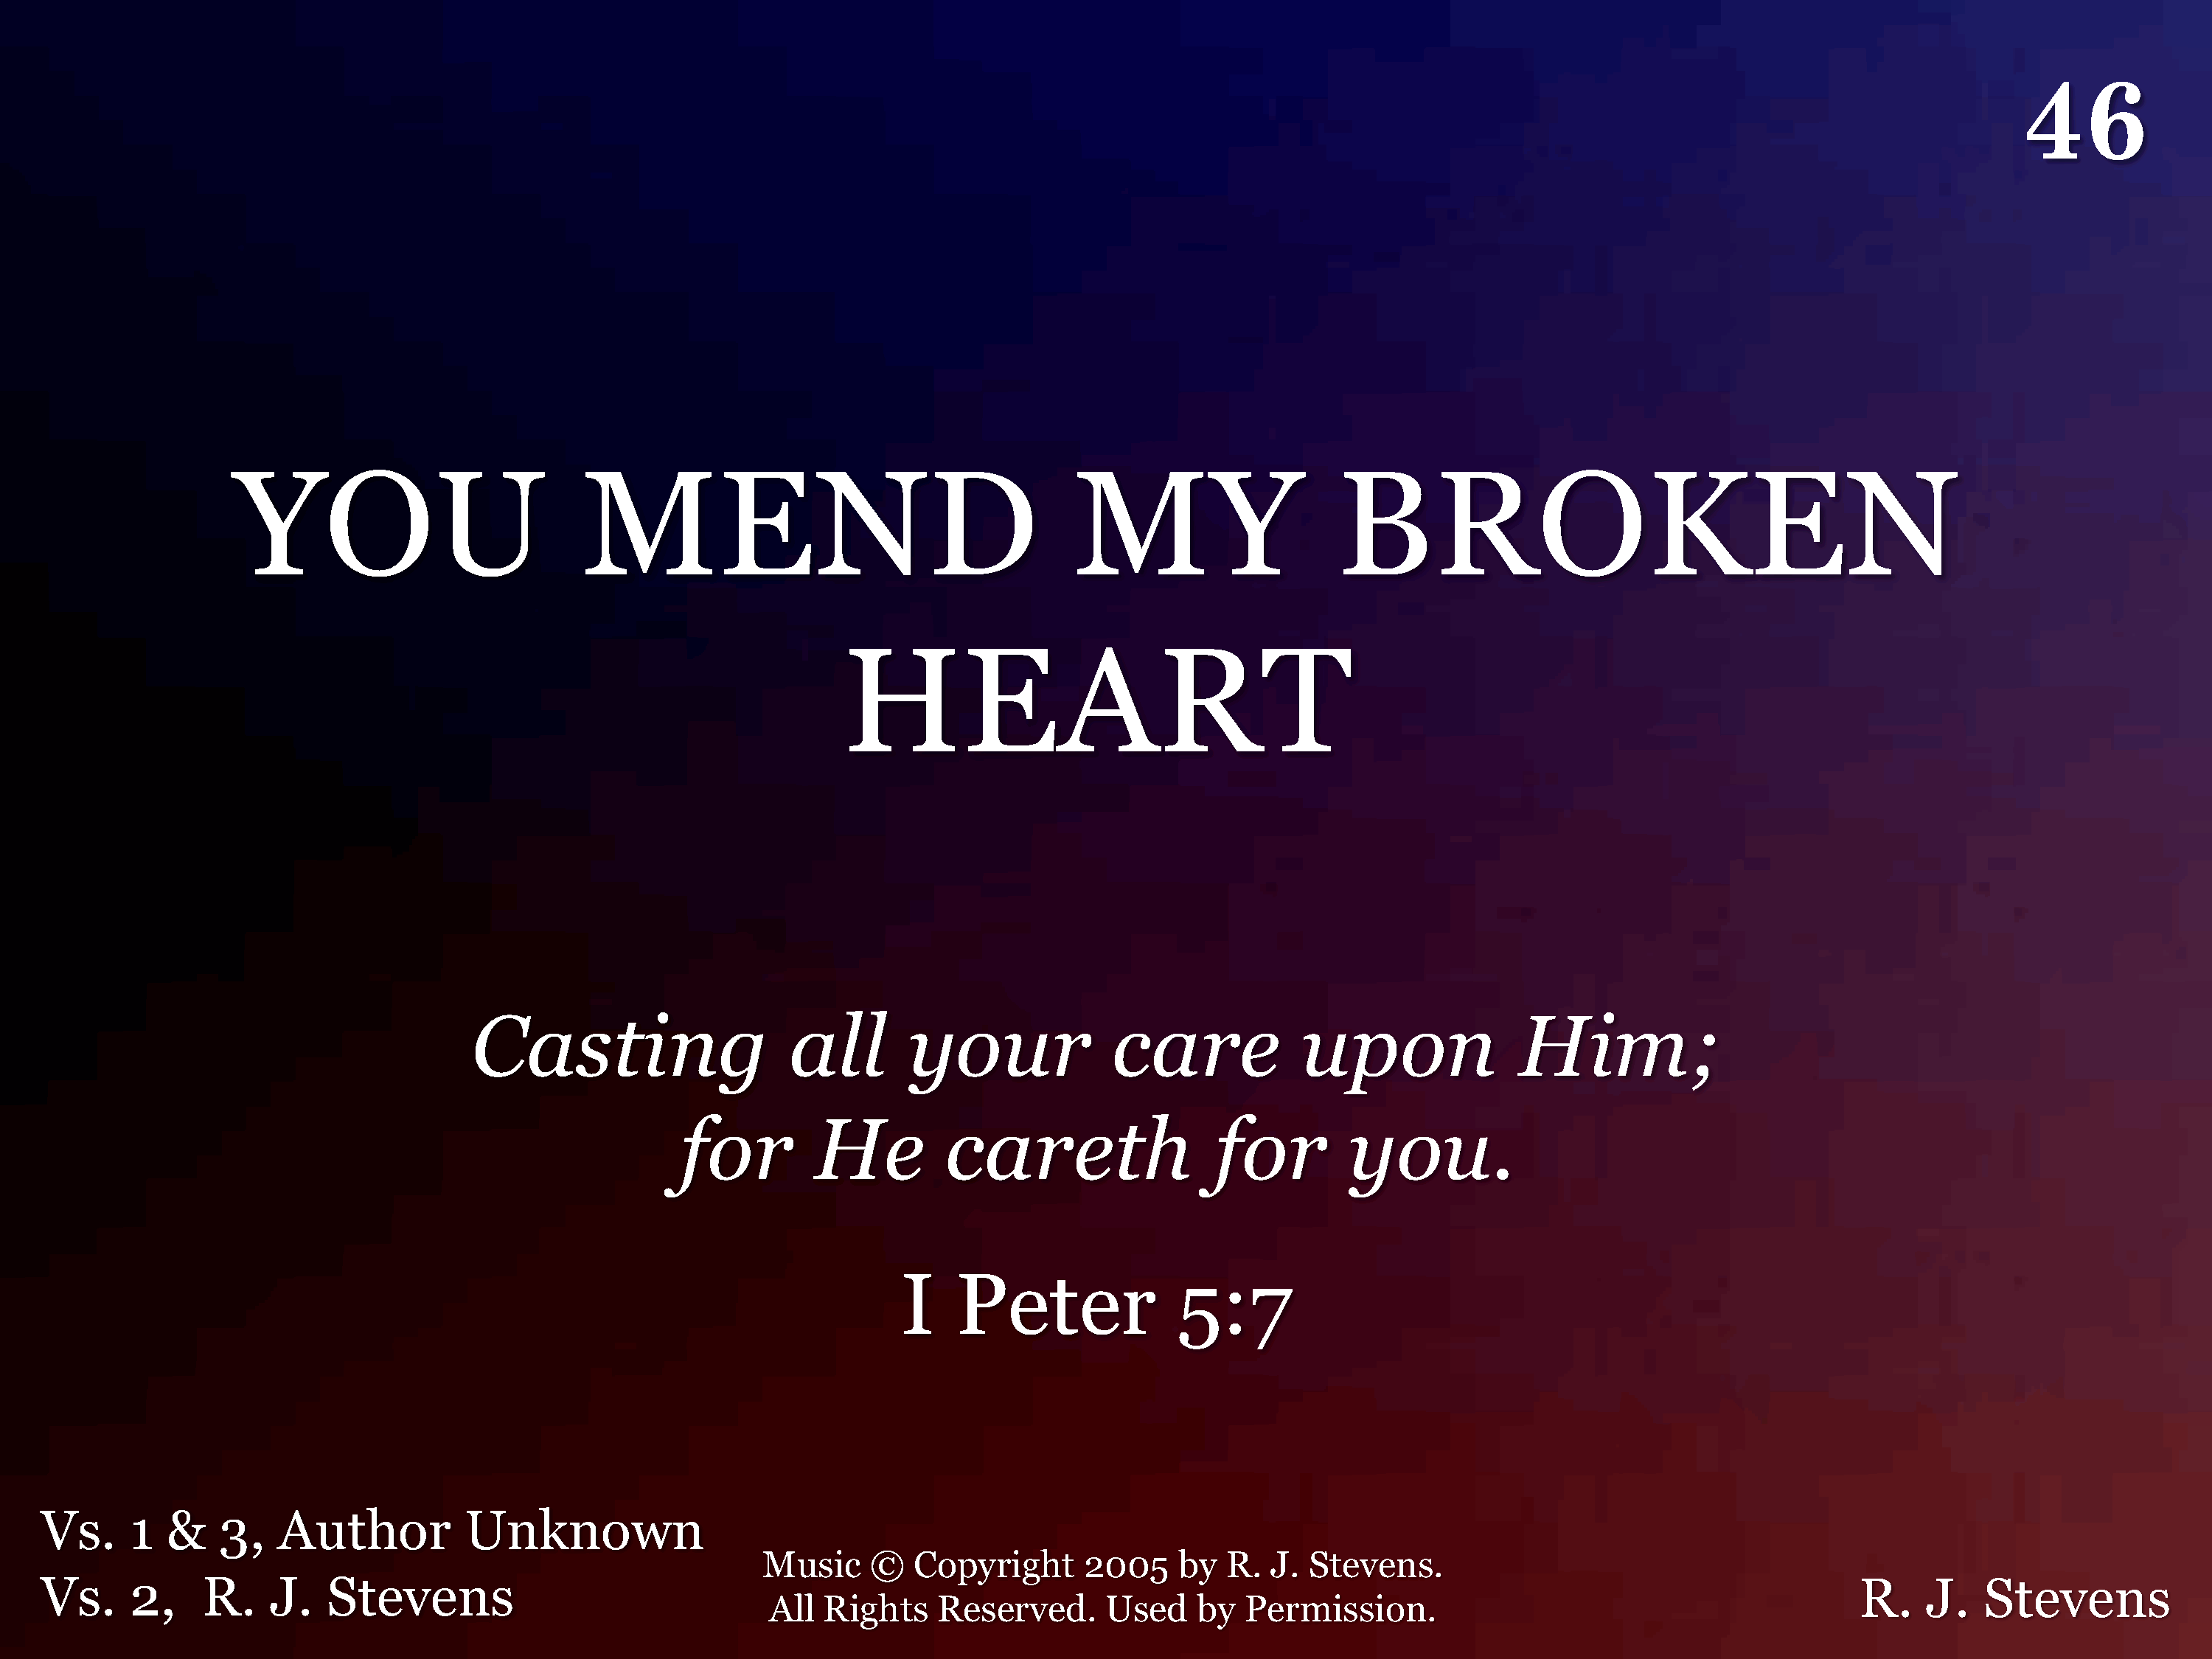 46
YOU MEND MY BROKEN
HEART
Casting all your care upon Him;
for He careth for you.
I Peter 5:7
Vs. 1 & 3, Author Unknown
Vs. 2, R. J. Stevens
Music © Copyright 2005 by R. J. Stevens.
All Rights Reserved. Used by Permission.
R. J. Stevens